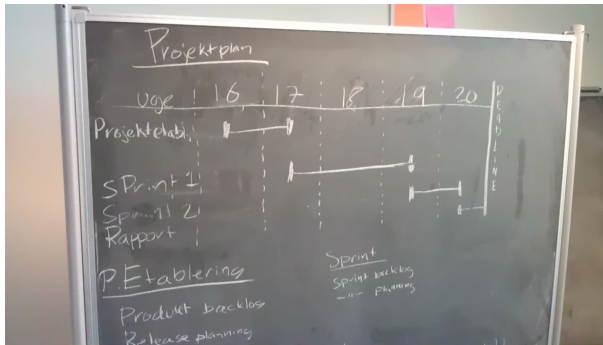 Projektplan
Uge 16 17 18 19 20
DEADLINE
Projektetabl.
SPrint 1
Sprint 2
Rapport
P.Etablering
Produkt backlog
Release planning
Sprint
Sprint backlog
-"- planning